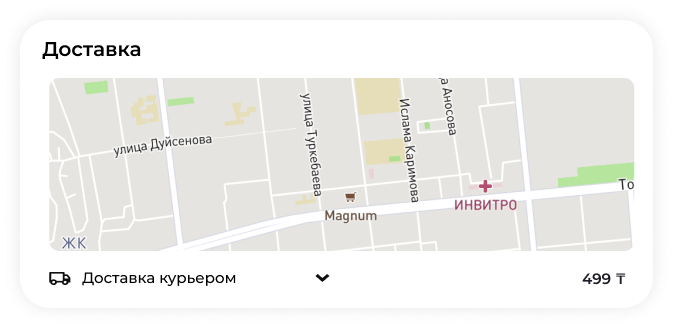 Доставка
улица Дуйсенова
улица Туркебаева
Ислама Каримова
Аносова
Magnum
ИНВИТРО
То
ЖК
Доставка курьером
499 ₸